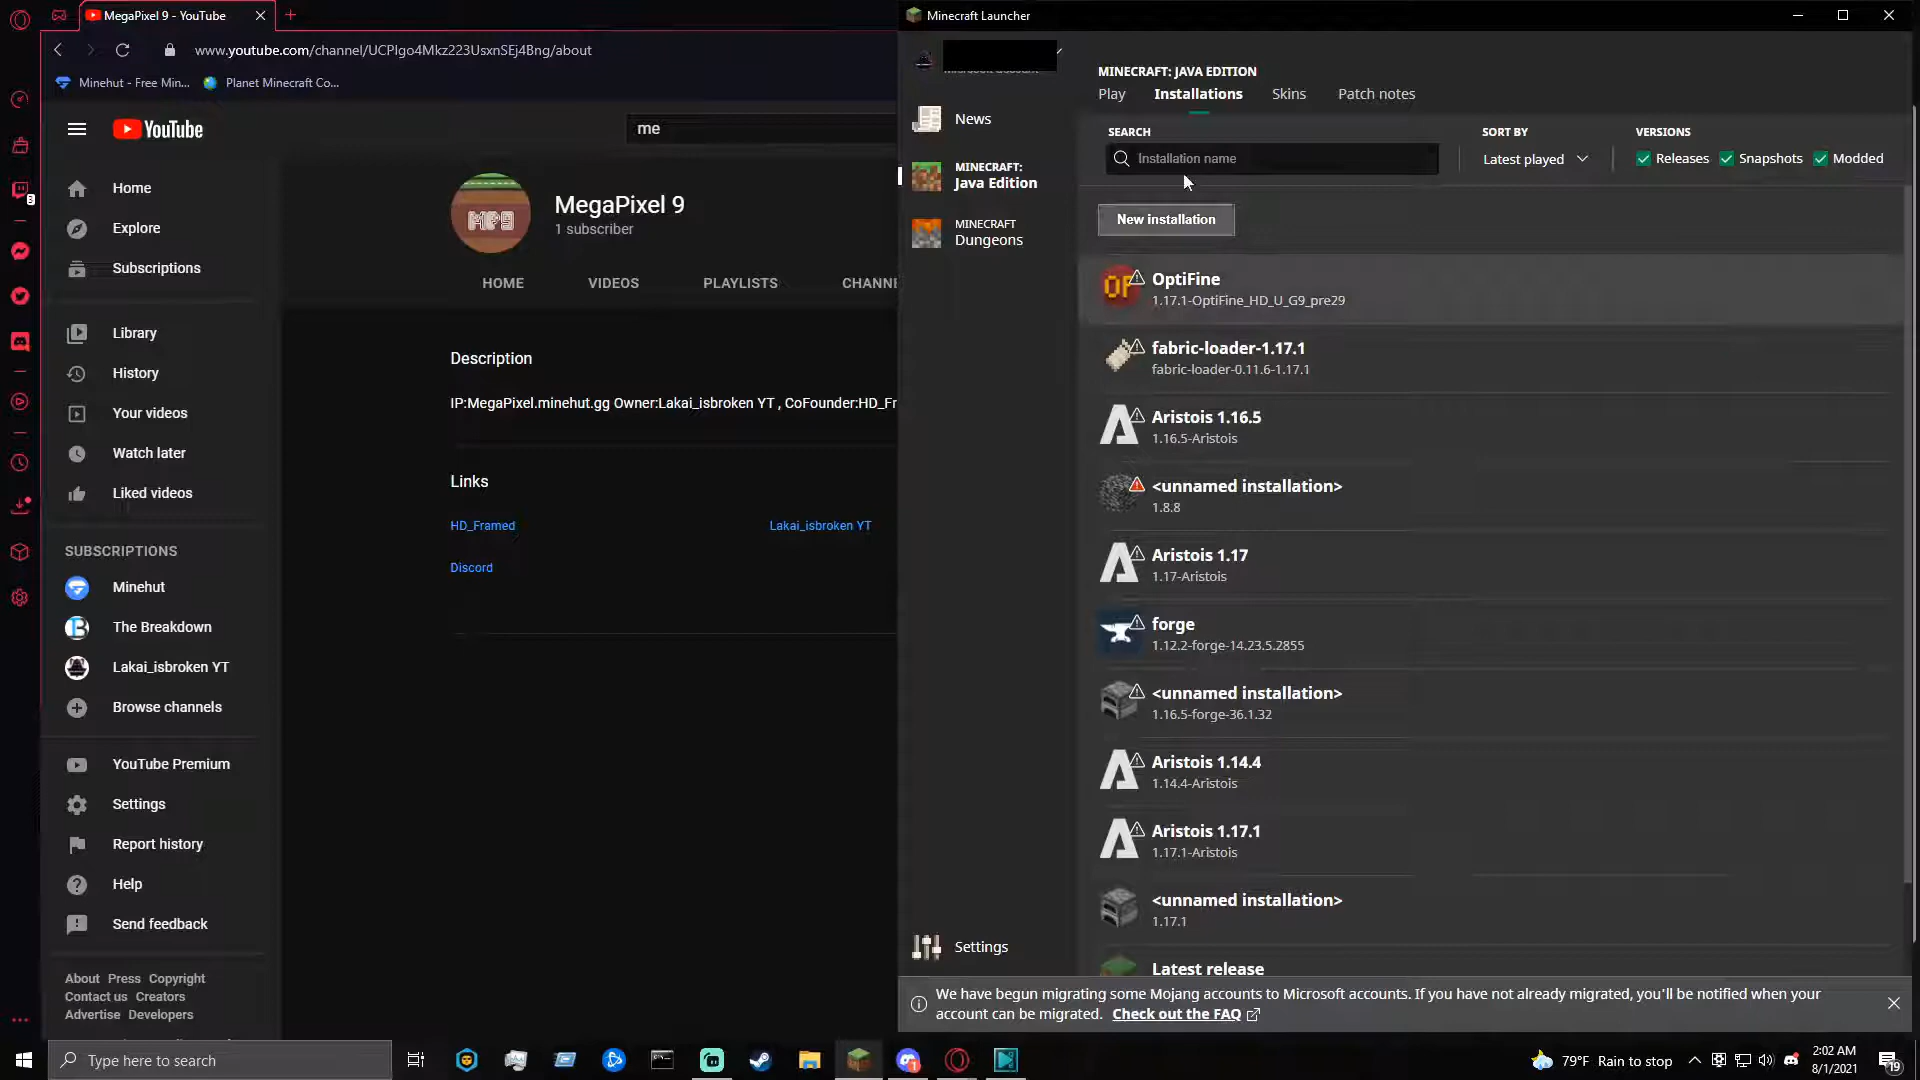 MegaPixel 9 - YouTube
www.youtube.com/channel/UCPIgo4Mkz223UsxnSEj4Bng/about
Minehut - Free Min...
Planet Minecraft Co...
3
YouTube
me
Home
Explore
Subscriptions
Library
History
Your videos
Watch later
Liked videos
SUBSCRIPTIONS
Minehut
The Breakdown
Lakai_isbroken YT
Browse channels
YouTube Premium
Settings
Report history
Help
Send feedback
About Press Copyright
Contact us Creators
Advertise Developers
MP9
MegaPixel 9
1 subscriber
HOME
VIDEOS
PLAYLISTS
CHANNE
Description
IP:MegaPixel.minehut.gg Owner:Lakai_isbroken YT , CoFounder:HD_Fr
Links
HD_Framed
Lakai_isbroken YT
Discord
Minecraft Launcher
News
MINECRAFT:
Java Edition
MINECRAFT
Dungeons
Settings
MINECRAFT: JAVA EDITION
Play
Installations
Skins
Patch notes
SEARCH
Installation name
SORT BY
Latest played
VERSIONS
Releases
Snapshots
Modded
New installation
OF
OptiFine
1.17.1-OptiFine_HD_U_G9_pre29
fabric-loader-1.17.1
fabric-loader-0.11.6-1.17.1
Aristois 1.16.5
1.16.5-Aristois
<unnamed installation>
1.8.8
Aristois 1.17
1.17-Aristois
forge
1.12.2-forge-14.23.5.2855
<unnamed installation>
1.16.5-forge-36.1.32
Aristois 1.14.4
1.14.4-Aristois
Aristois 1.17.1
1.17.1-Aristois
<unnamed installation>
1.17.1
Latest release
We have begun migrating some Mojang accounts to Microsoft accounts. If you have not already migrated, you'll be notified when your
account can be migrated. Check out the FAQ
Type here to search
79°F Rain to stop
2:02 AM
8/1/2021
19